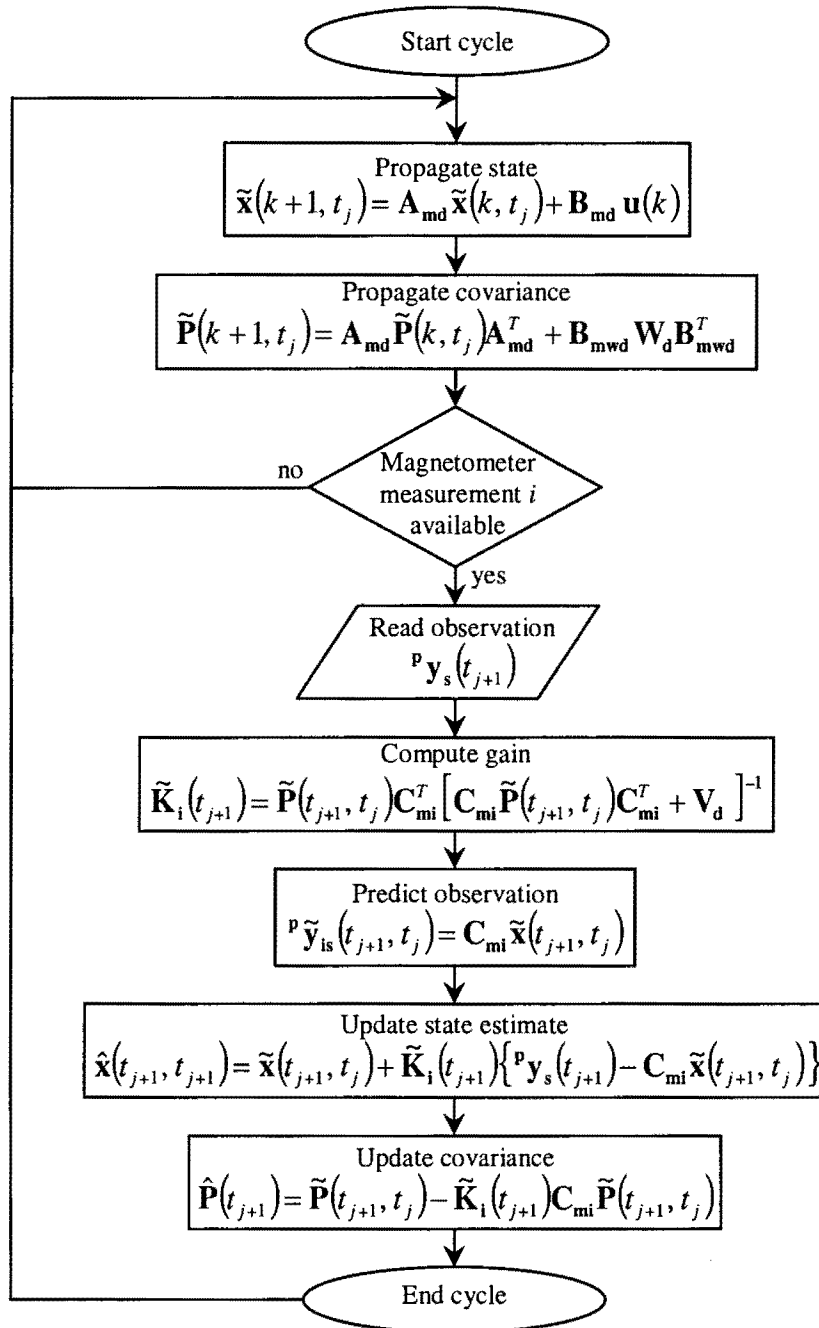 Start cycle
Propagate state
x̃(k+1, t_j) = A_md x̃(k, t_j) + B_md u(k)
Propagate covariance
P̃(k+1, t_j) = A_md P̃(k, t_j) A_md^T + B_mwd W_d B_mwd^T
no
Magnetometer
measurement i
available
yes
Read observation
^p y_s(t_{j+1})
Compute gain
K̃_i(t_{j+1}) = P̃(t_{j+1}, t_j) C_mi^T [C_mi P̃(t_{j+1}, t_j) C_mi^T + V_d]^{-1}
Predict observation
^p ỹ_is(t_{j+1}, t_j) = C_mi x̃(t_{j+1}, t_j)
Update state estimate
x̂(t_{j+1}, t_{j+1}) = x̃(t_{j+1}, t_j) + K̃_i(t_{j+1}){^p y_s(t_{j+1}) − C_mi x̃(t_{j+1}, t_j)}
Update covariance
P̂(t_{j+1}) = P̃(t_{j+1}, t_j) − K̃_i(t_{j+1}) C_mi P̃(t_{j+1}, t_j)
End cycle